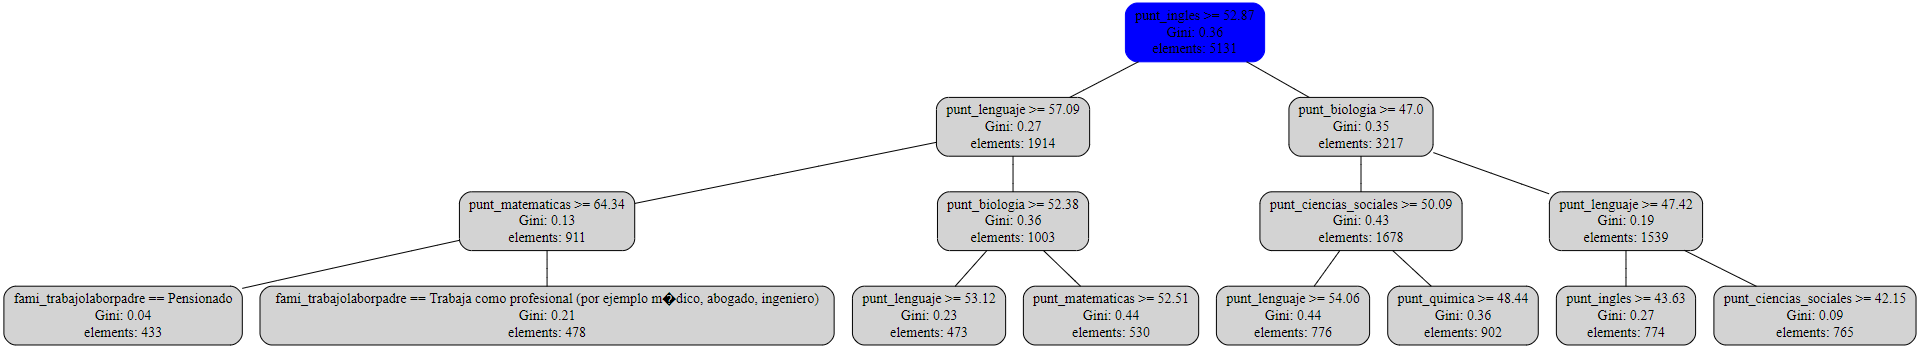 punt_ingles >= 52.87
Gini: 0.36
elements: 5131
punt_lenguaje >= 57.09
Gini: 0.27
elements: 1914
punt_biologia >= 47.0
Gini: 0.35
elements: 3217
punt_matematicas >= 64.34
Gini: 0.13
elements: 911
punt_biologia >= 52.38
Gini: 0.36
elements: 1003
punt_ciencias_sociales >= 50.09
Gini: 0.43
elements: 1678
punt_lenguaje >= 47.42
Gini: 0.19
elements: 1539
fami_trabajolaborpadre == Pensionado
Gini: 0.04
elements: 433
fami_trabajolaborpadre == Trabaja como profesional (por ejemplo m�dico, abogado, ingeniero)
Gini: 0.21
elements: 478
punt_lenguaje >= 53.12
Gini: 0.23
elements: 473
punt_matematicas >= 52.51
Gini: 0.44
elements: 530
punt_lenguaje >= 54.06
Gini: 0.44
elements: 776
punt_quimica >= 48.44
Gini: 0.36
elements: 902
punt_ingles >= 43.63
Gini: 0.27
elements: 774
punt_ciencias_sociales >= 42.15
Gini: 0.09
elements: 765